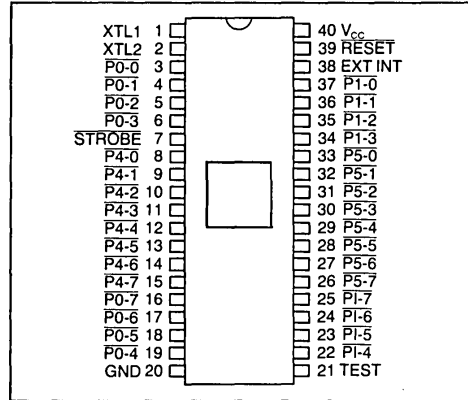 XTL1 1
XTL2 2
P0-0 3
P0-1 4
P0-2 5
P0-3 6
STROBE 7
P4-0 8
P4-1 9
P4-2 10
P4-3 11
P4-4 12
P4-5 13
P4-6 14
P4-7 15
P0-7 16
P0-6 17
P0-5 18
P0-4 19
GND 20
40 Vcc
39 RESET
38 EXT INT
37 P1-0
36 P1-1
35 P1-2
34 P1-3
33 P5-0
32 P5-1
31 P5-2
30 P5-3
29 P5-4
28 P5-5
27 P5-6
26 P5-7
25 PI-7
24 PI-6
23 PI-5
22 PI-4
21 TEST